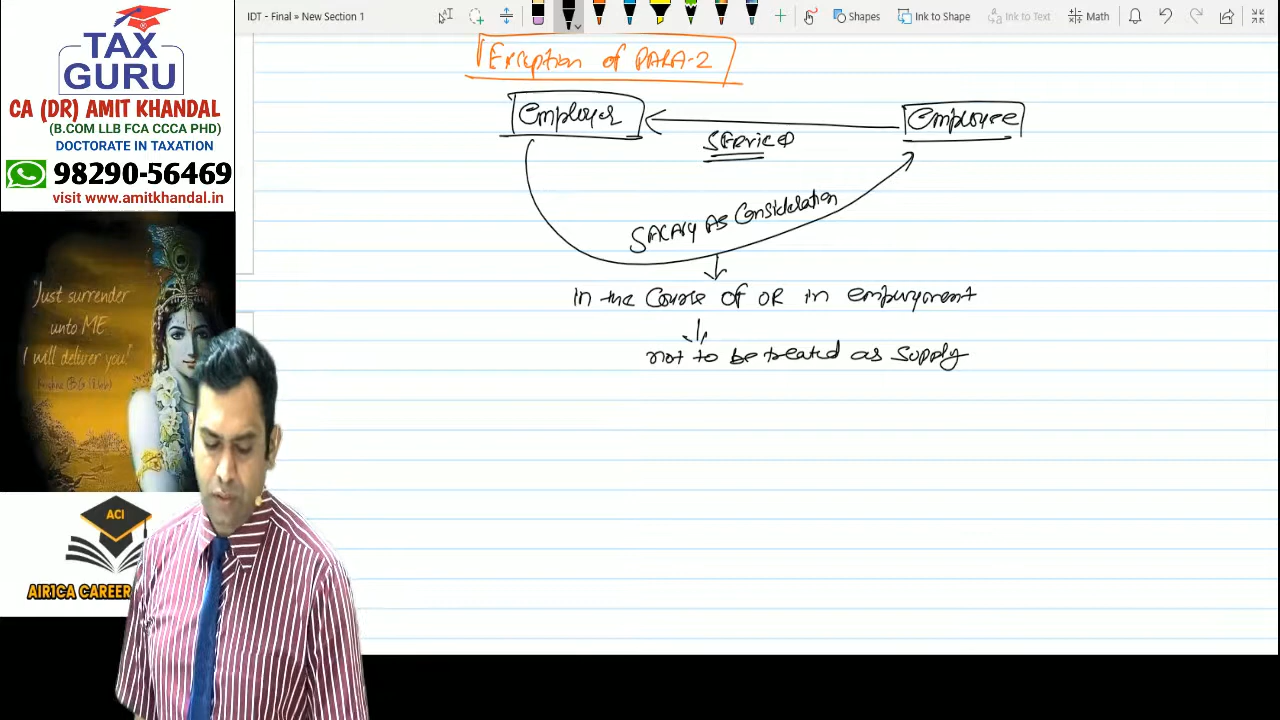 IDT - Final » New Section 1
Shapes
Ink to Shape
Ink to Text
Math
TAX
GURU
CA (DR) AMIT KHANDAL
(B.COM LLB FCA CCCA PHD)
DOCTORATE IN TAXATION
98290-56469
visit www.amitkhandal.in
"Just surrender
unto ME
I will deliver you!"
ACI
AIR1CA CAREER
Exception of PARA-2
Employer
Employee
Service
Salary As Consideration
in the Course of OR in employment
not to be treated as supply